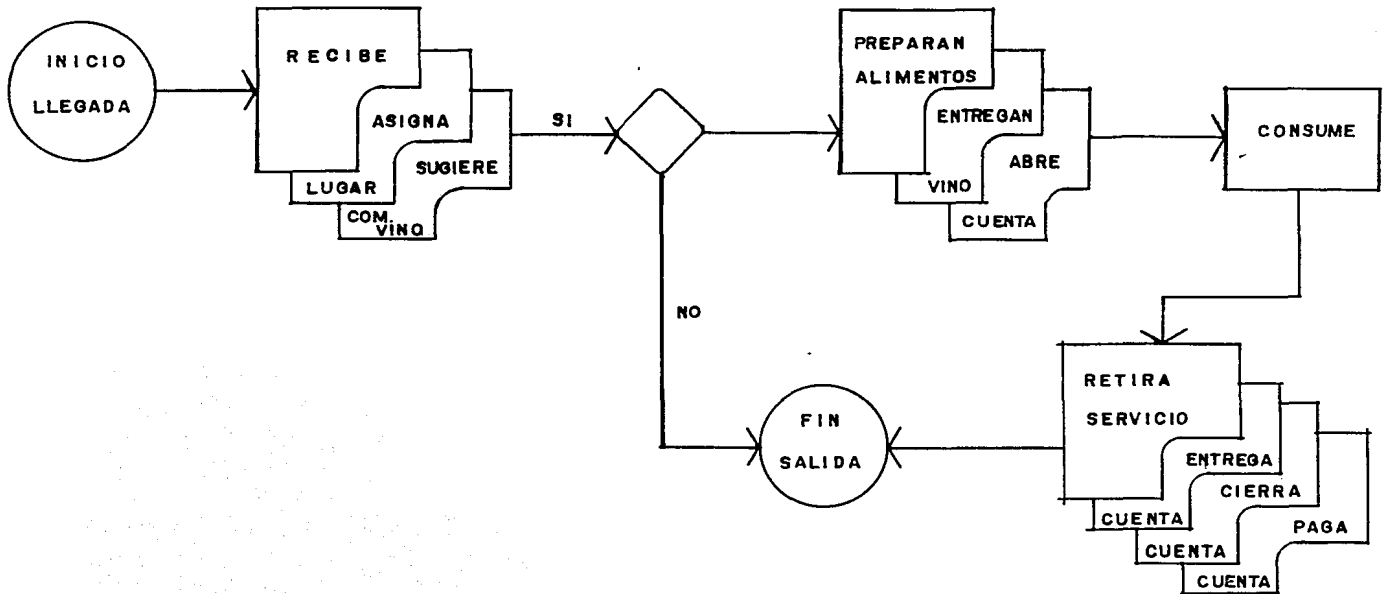 INICIO
LLEGADA
RECIBE
ASIGNA
LUGAR
SUGIERE
COM.
VINO
SI
NO
PREPARAN
ALIMENTOS
ENTREGAN
VINO
ABRE
CUENTA
CONSUME
RETIRA
SERVICIO
ENTREGA
CUENTA
CIERRA
CUENTA
PAGA
CUENTA
FIN
SALIDA